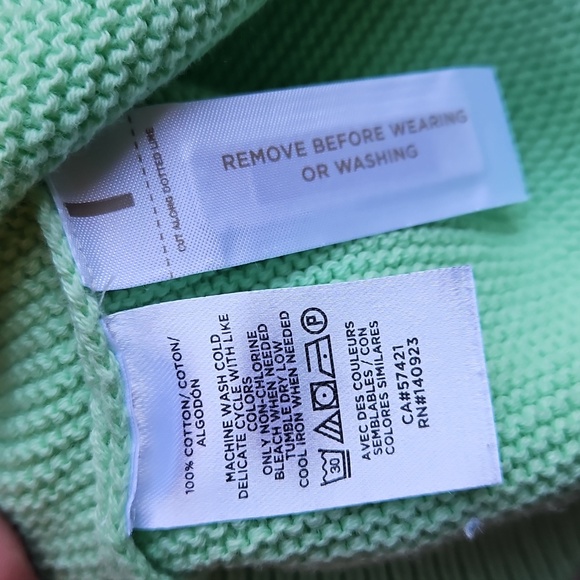 REMOVE BEFORE WEARING
OR WASHING
CUT ALONG DOTTED LINE
100% COTTON/ COTON/
ALGODÓN
MACHINE WASH COLD
DELICATE CYCLE WITH LIKE
COLORS
ONLY NON-CHLORINE
BLEACH WHEN NEEDED
TUMBLE DRY LOW
COOL IRON WHEN NEEDED
30
P
AVEC DES COULEURS
SEMBLABLES / CON
COLORES SIMILARES
CA#57421
RN#140923